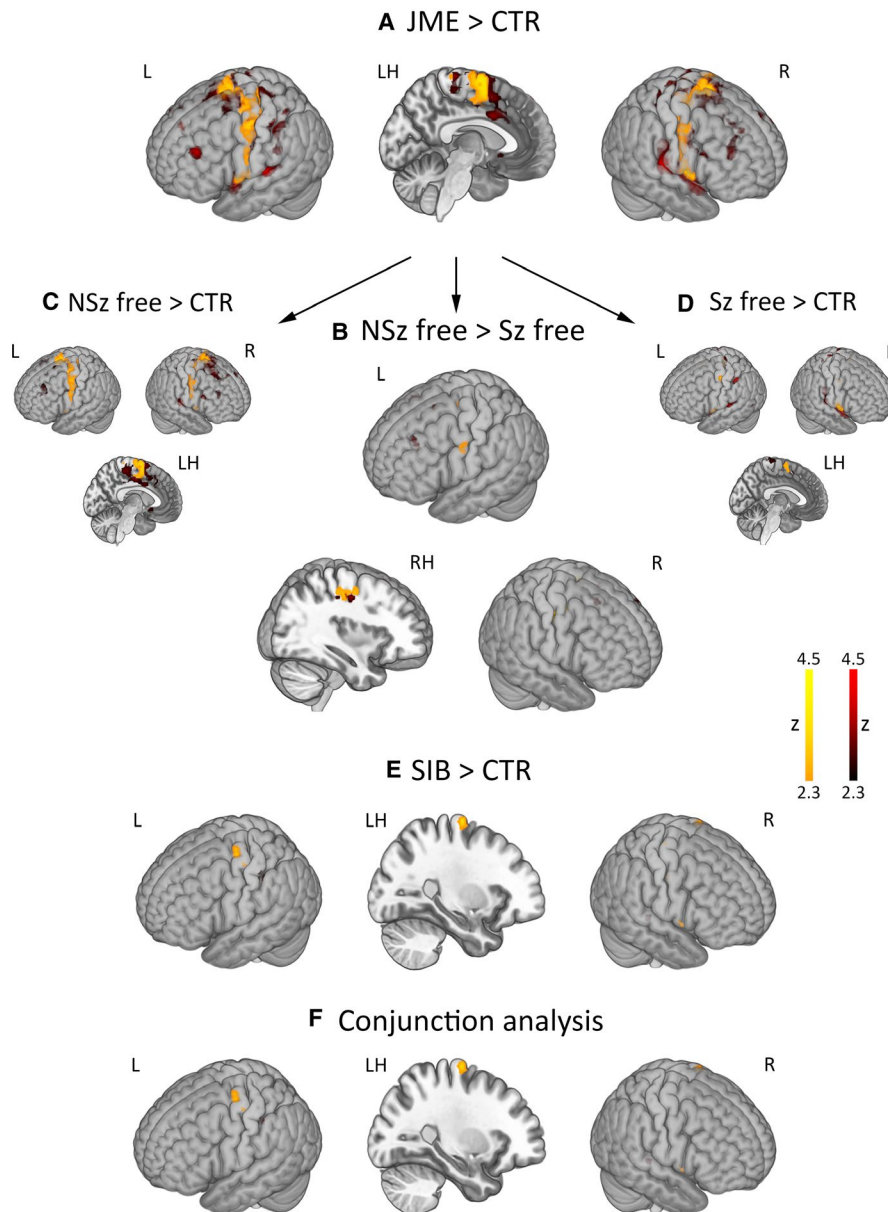 A JME > CTR
L
LH
R
C NSz free > CTR
L
R
LH
B NSz free > Sz free
L
RH
R
D Sz free > CTR
L
LH
4.5
4.5
z
z
2.3
2.3
E SIB > CTR
L
LH
R
F Conjunction analysis
L
LH
R